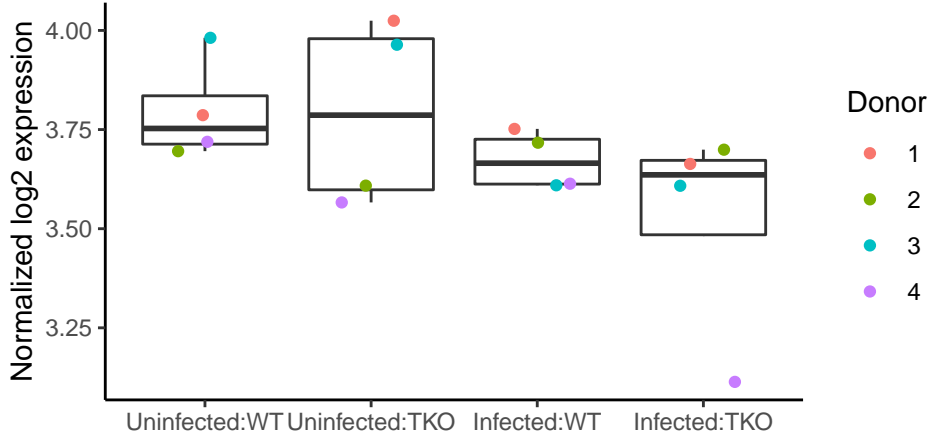 Normalized log2 expression
4.00
3.75
3.50
3.25
Uninfected:WT
Uninfected:TKO
Infected:WT
Infected:TKO
Donor
1
2
3
4